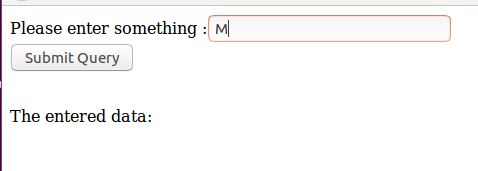 Please enter something : M
Submit Query
The entered data: